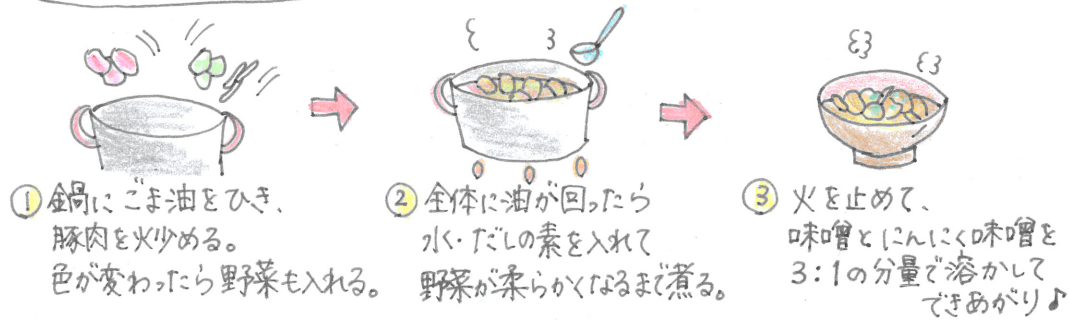 ① 鍋にごま油をひき、
豚肉を炒める。
色が変わったら野菜も入れる。
② 全体に油が回ったら
水・だしの素を入れて
野菜が柔らかくなるまで煮る。
③ 火を止めて、
味噌とにんにく味噌を
3:1の分量で溶かして
できあがり♪